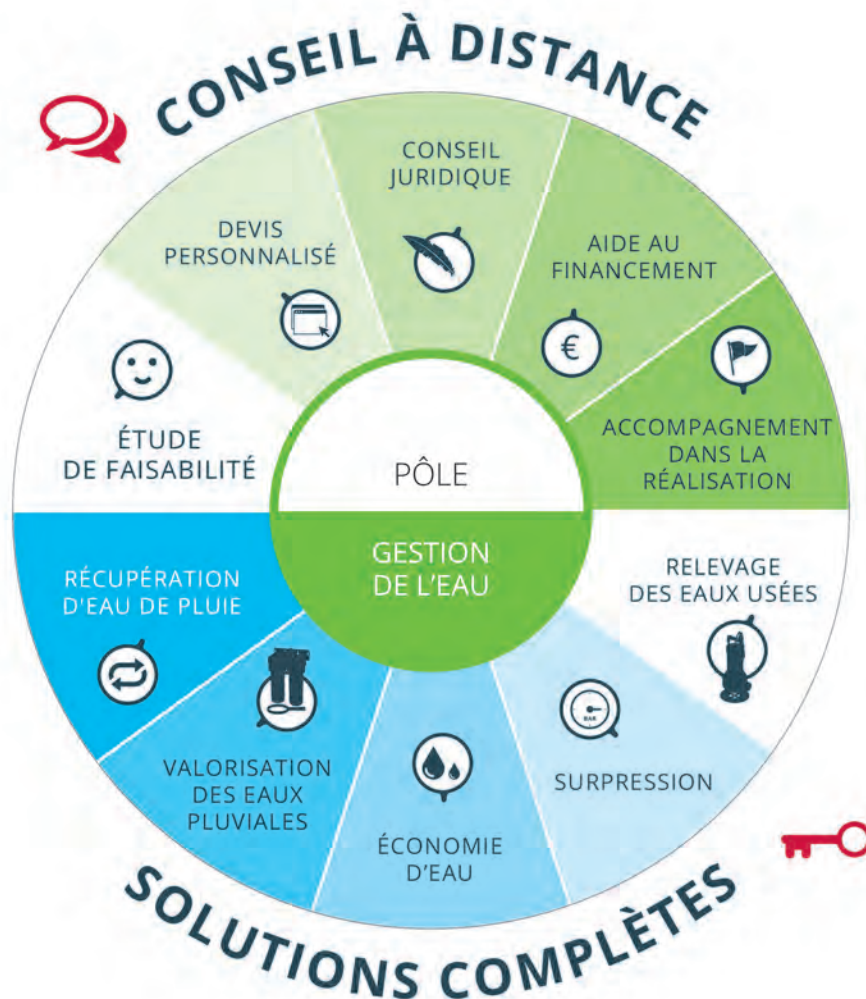 CONSEIL À DISTANCE
CONSEIL
JURIDIQUE
DEVIS
PERSONNALISÉ
AIDE AU
FINANCEMENT
€
ÉTUDE
DE FAISABILITÉ
ACCOMPAGNEMENT
DANS LA
RÉALISATION
PÔLE
GESTION
DE L'EAU
RÉCUPÉRATION
D'EAU DE PLUIE
RELEVAGE
DES EAUX USÉES
BAR
VALORISATION
DES EAUX
PLUVIALES
SURPRESSION
ÉCONOMIE
D'EAU
SOLUTIONS COMPLÈTES